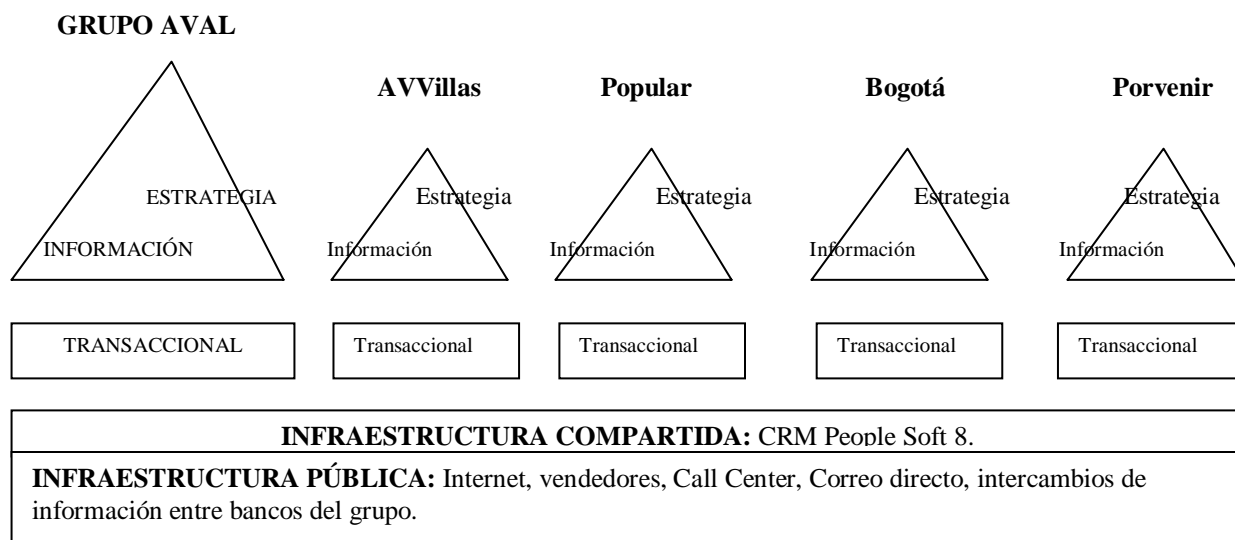 GRUPO AVAL
AVVillas Popular Bogotá Porvenir
ESTRATEGIA Estrategia Estrategia Estrategia Estrategia
INFORMACIÓN Información Información Información Información
TRANSACCIONAL Transaccional Transaccional Transaccional Transaccional
INFRAESTRUCTURA COMPARTIDA: CRM People Soft 8.
INFRAESTRUCTURA PÚBLICA: Internet, vendedores, Call Center, Correo directo, intercambios de
información entre bancos del grupo.